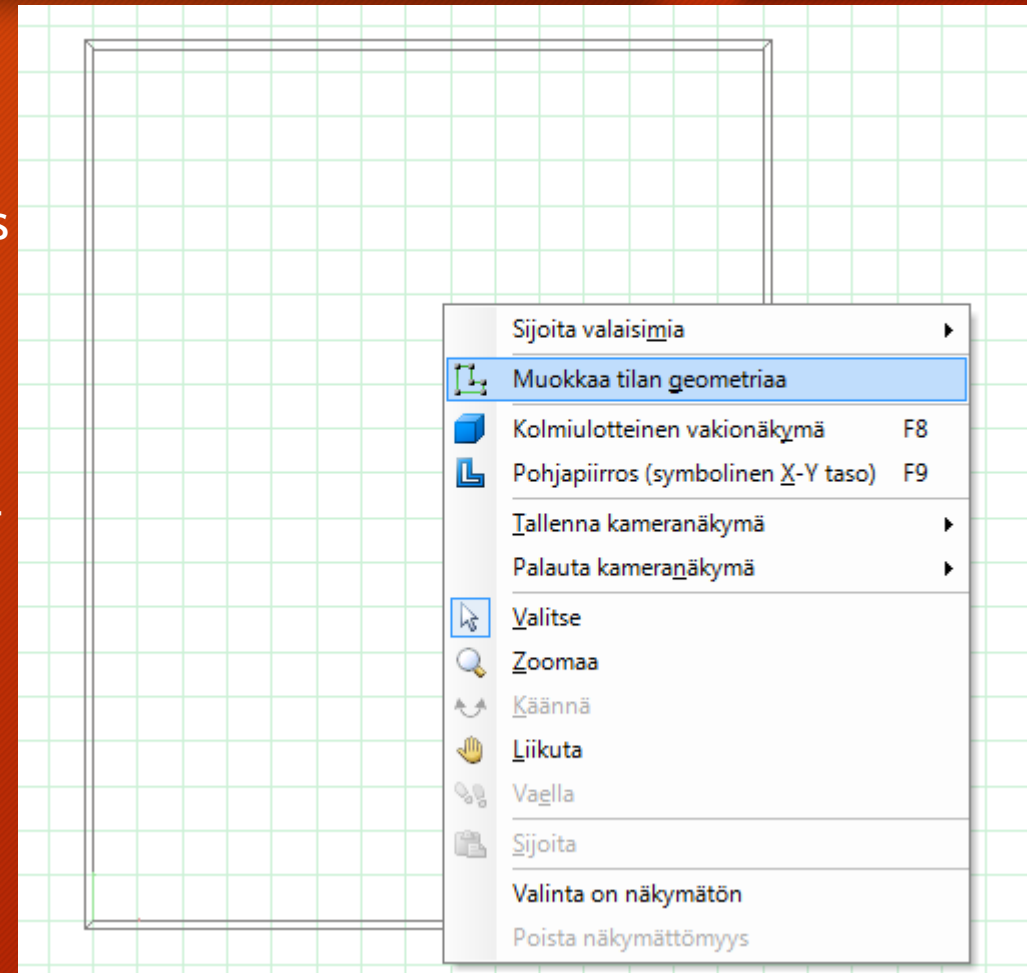 s
Sijoita valaisimia
Muokkaa tilan geometriaa
Kolmiulotteinen vakionäkymä F8
Pohjapiirros (symbolinen X-Y taso) F9
Tallenna kameranäkymä
Palauta kameranäkymä
Valitse
Zoomaa
Käännä
Liikuta
Vaella
Sijoita
Valinta on näkymätön
Poista näkymättömyys